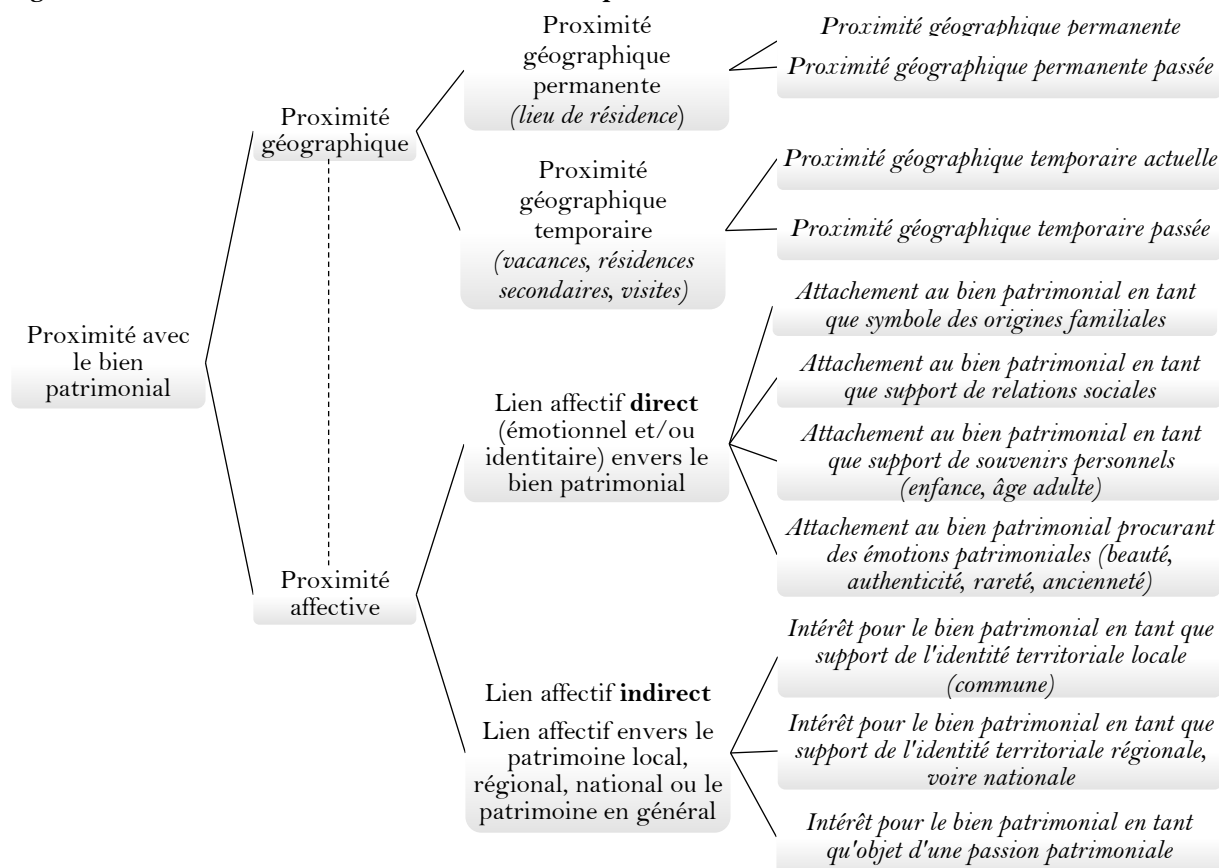 Proximité avec
le bien
patrimonial
Proximité
géographique
Proximité
géographique
permanente
(lieu de résidence)
Proximité géographique permanente
Proximité géographique permanente passée
Proximité
géographique
temporaire
(vacances, résidences
secondaires, visites)
Proximité géographique temporaire actuelle
Proximité géographique temporaire passée
Proximité
affective
Lien affectif direct
(émotionnel et/ou
identitaire) envers le
bien patrimonial
Attachement au bien patrimonial en tant
que symbole des origines familiales
Attachement au bien patrimonial en tant
que support de relations sociales
Attachement au bien patrimonial en tant
que support de souvenirs personnels
(enfance, âge adulte)
Attachement au bien patrimonial procurant
des émotions patrimoniales (beauté,
authenticité, rareté, ancienneté)
Lien affectif indirect
Lien affectif envers le
patrimoine local,
régional, national ou le
patrimoine en général
Intérêt pour le bien patrimonial en tant que
support de l'identité territoriale locale
(commune)
Intérêt pour le bien patrimonial en tant que
support de l'identité territoriale régionale,
voire nationale
Intérêt pour le bien patrimonial en tant
qu'objet d'une passion patrimoniale